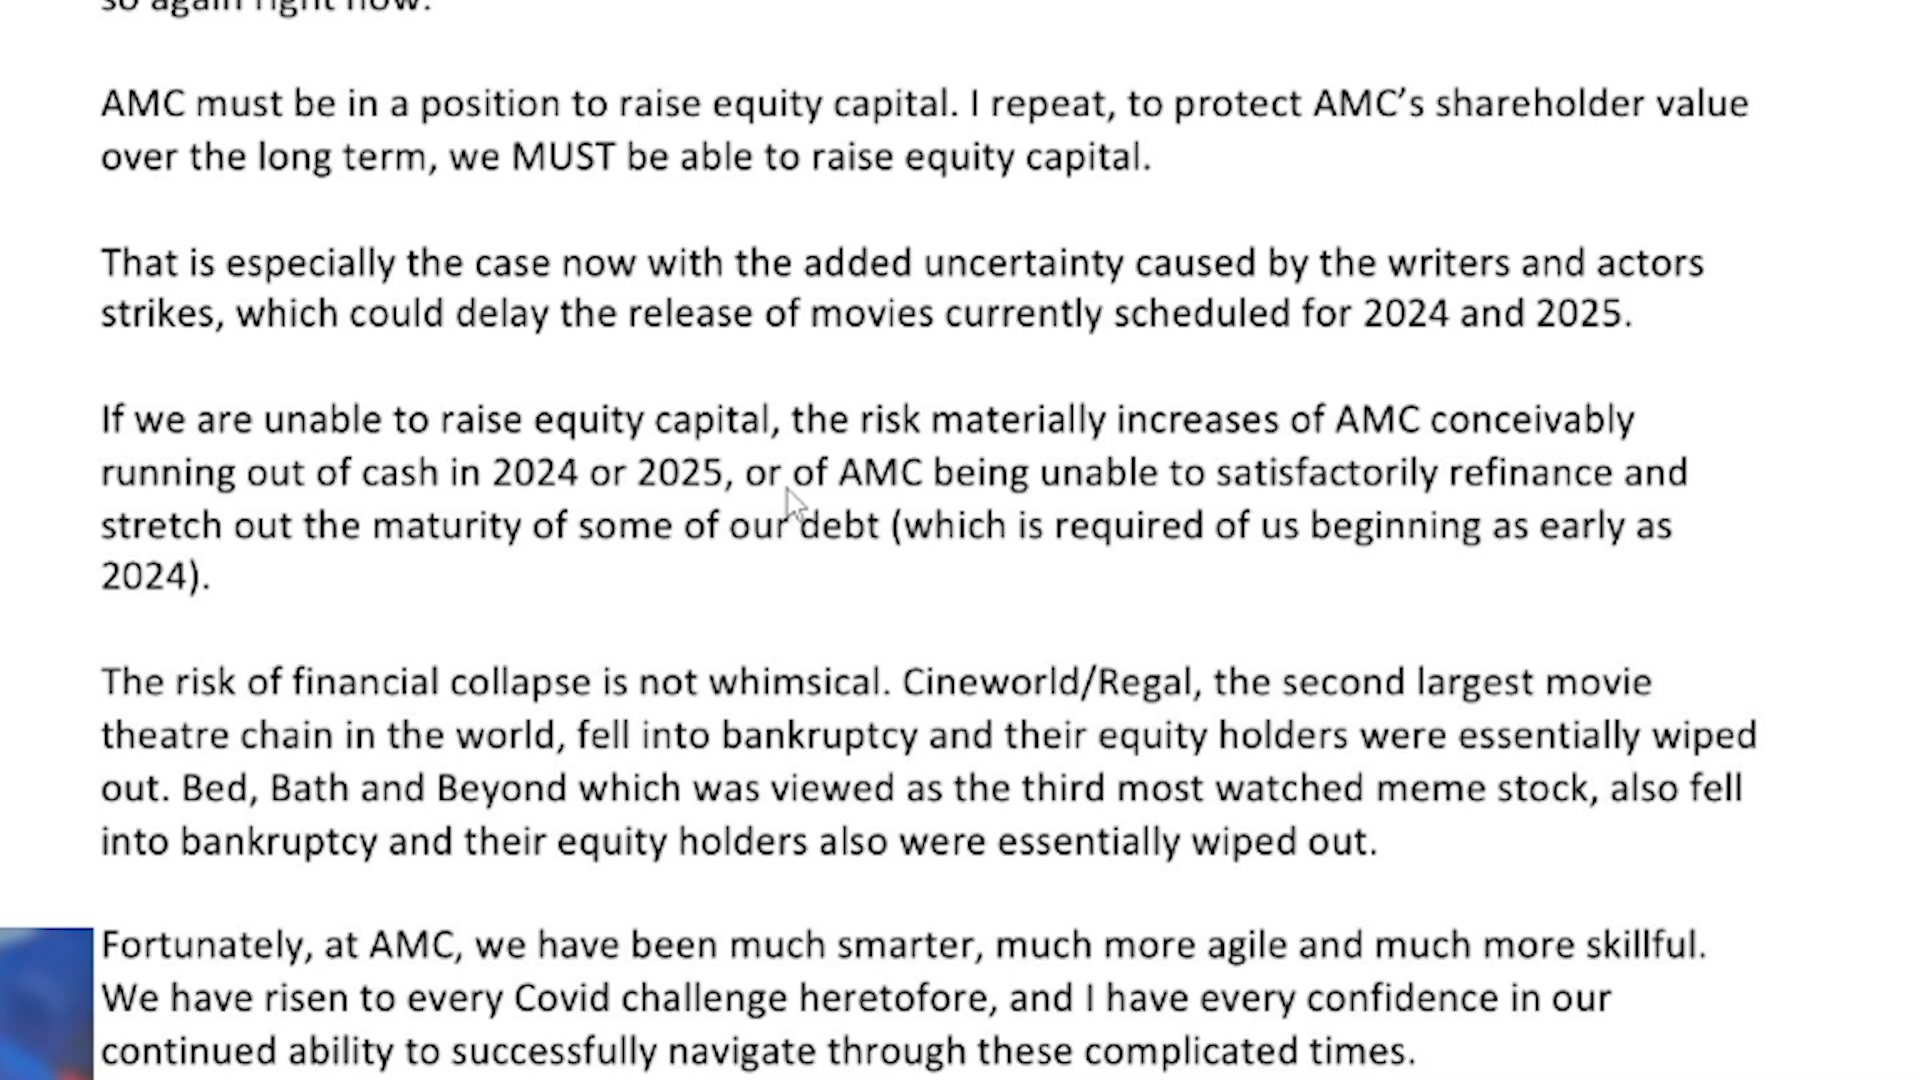 so again right now.
AMC must be in a position to raise equity capital. I repeat, to protect AMC’s shareholder value
over the long term, we MUST be able to raise equity capital.
That is especially the case now with the added uncertainty caused by the writers and actors
strikes, which could delay the release of movies currently scheduled for 2024 and 2025.
If we are unable to raise equity capital, the risk materially increases of AMC conceivably
running out of cash in 2024 or 2025, or of AMC being unable to satisfactorily refinance and
stretch out the maturity of some of our debt (which is required of us beginning as early as
2024).
The risk of financial collapse is not whimsical. Cineworld/Regal, the second largest movie
theatre chain in the world, fell into bankruptcy and their equity holders were essentially wiped
out. Bed, Bath and Beyond which was viewed as the third most watched meme stock, also fell
into bankruptcy and their equity holders also were essentially wiped out.
Fortunately, at AMC, we have been much smarter, much more agile and much more skillful.
We have risen to every Covid challenge heretofore, and I have every confidence in our
continued ability to successfully navigate through these complicated times.